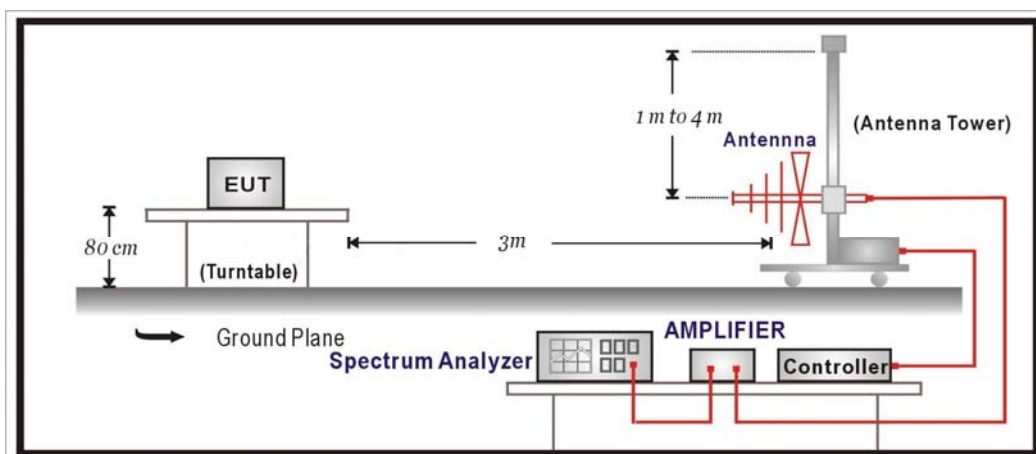 1 m to 4 m
(Antenna Tower)
Antennna
EUT
80 cm
3m
(Turntable)
Ground Plane
AMPLIFIER
Spectrum Analyzer
Controller